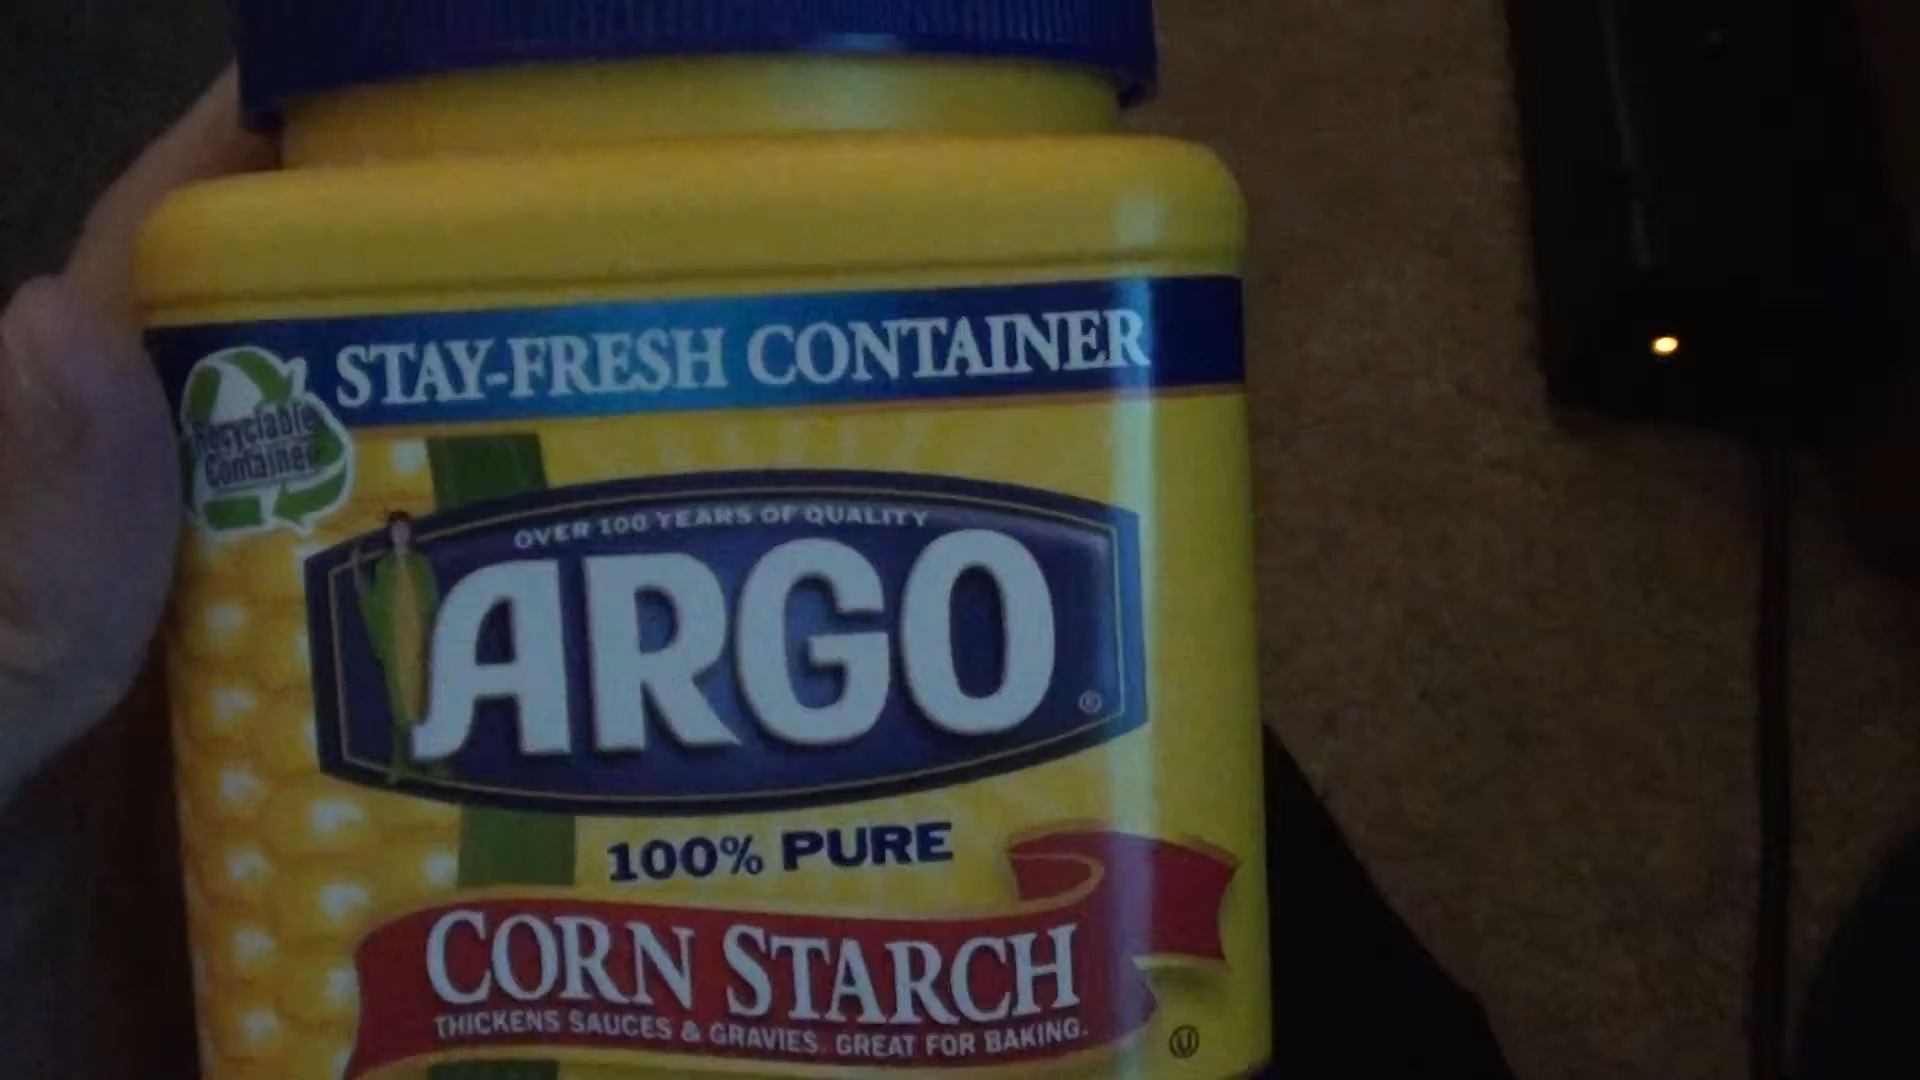 STAY-FRESH CONTAINER
Recyclable
Container
OVER 100 YEARS OF QUALITY
ARGO
®
100% PURE
CORN STARCH
THICKENS SAUCES & GRAVIES. GREAT FOR BAKING.
U